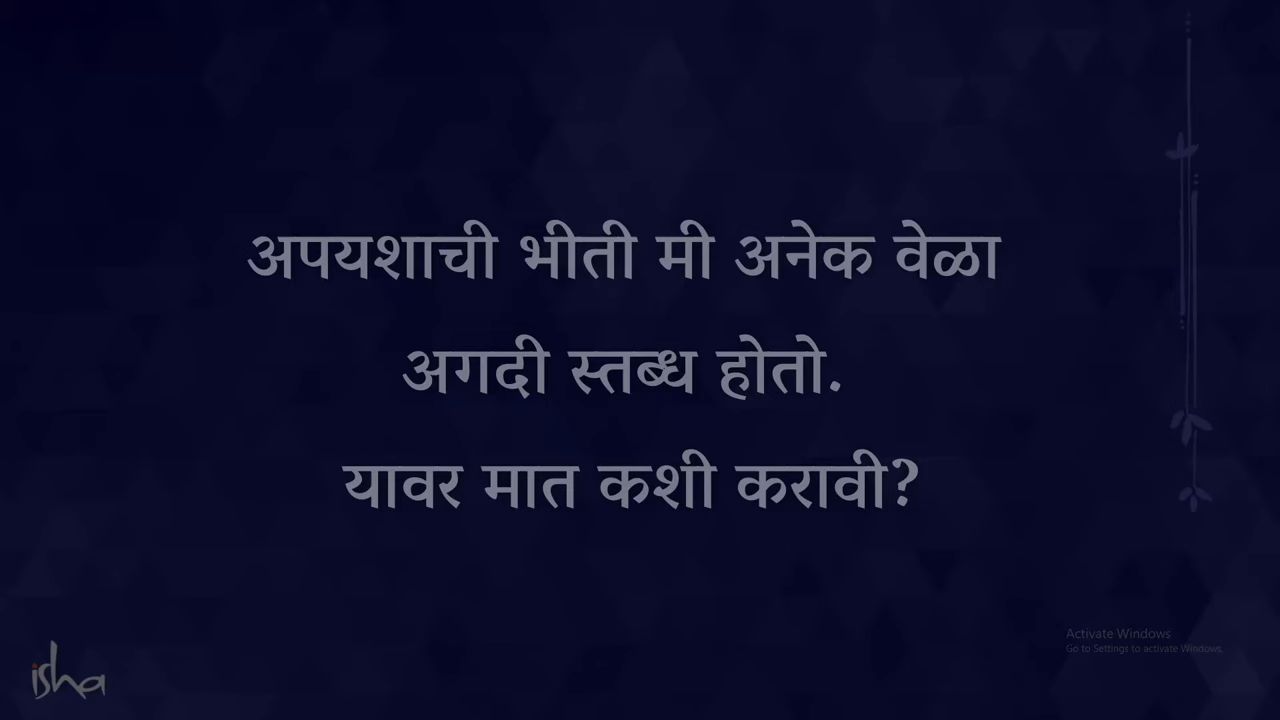 अपयशाची भीती मी अनेक वेळा
अगदी स्तब्ध होतो.
यावर मात कशी करावी?
Activate Windows
Go to Settings to activate Windows.
isha